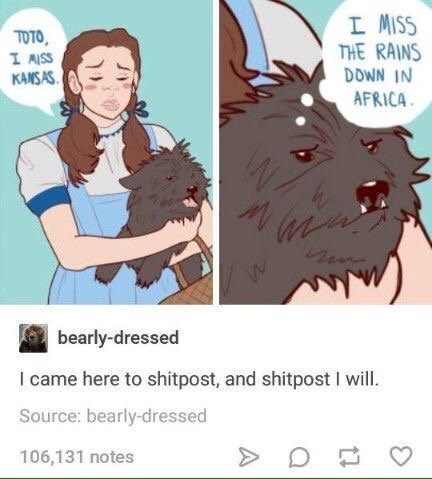 TOTO,
I MISS
KANSAS.
I MISS
THE RAINS
DOWN IN
AFRICA.
bearly-dressed
I came here to shitpost, and shitpost I will.
Source: bearly-dressed
106,131 notes